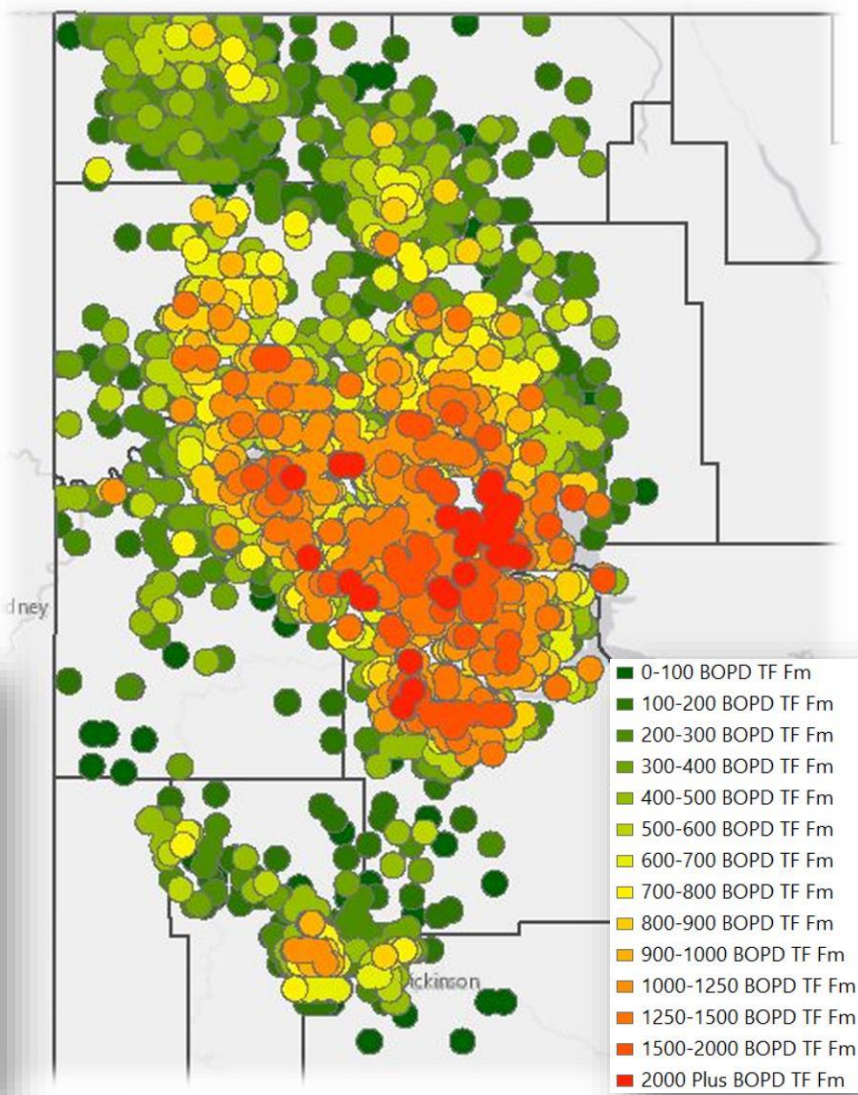 dney
0-100 BOPD TF Fm
100-200 BOPD TF Fm
200-300 BOPD TF Fm
300-400 BOPD TF Fm
400-500 BOPD TF Fm
500-600 BOPD TF Fm
600-700 BOPD TF Fm
700-800 BOPD TF Fm
800-900 BOPD TF Fm
900-1000 BOPD TF Fm
1000-1250 BOPD TF Fm
1250-1500 BOPD TF Fm
1500-2000 BOPD TF Fm
2000 Plus BOPD TF Fm
ickinson